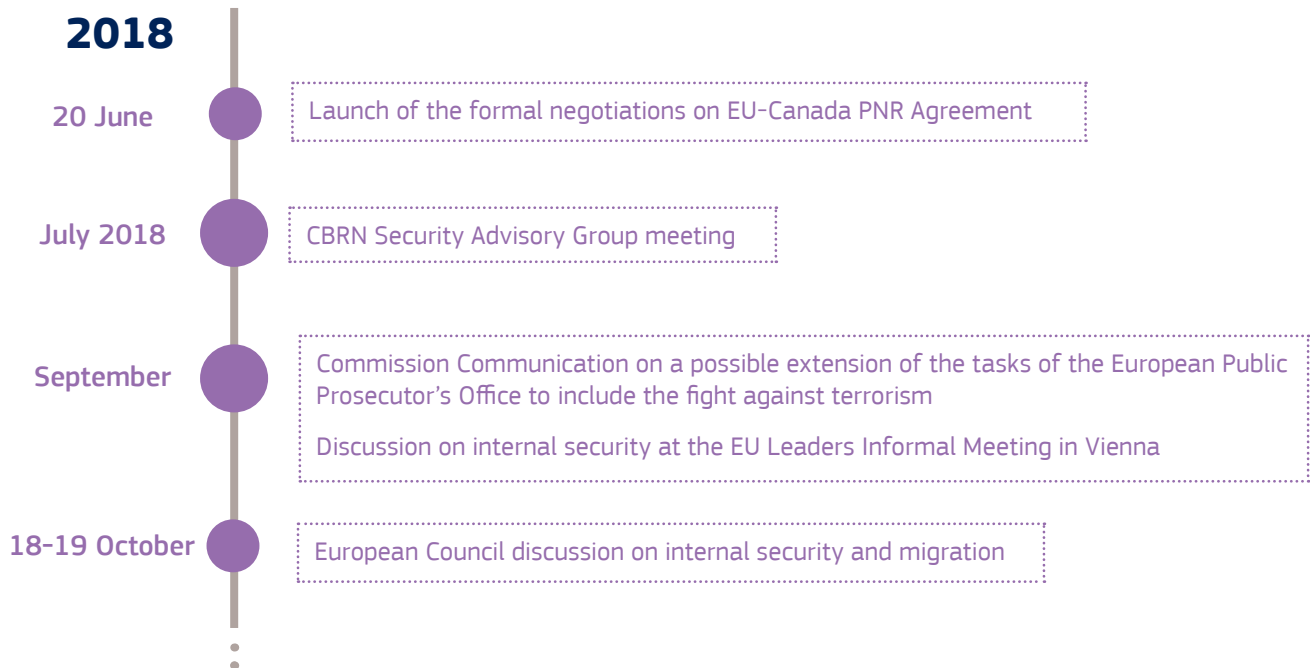 2018
20 June
Launch of the formal negotiations on EU-Canada PNR Agreement
July 2018
CBRN Security Advisory Group meeting
September
Commission Communication on a possible extension of the tasks of the European Public
Prosecutor's Office to include the fight against terrorism
Discussion on internal security at the EU Leaders Informal Meeting in Vienna
18-19 October
European Council discussion on internal security and migration